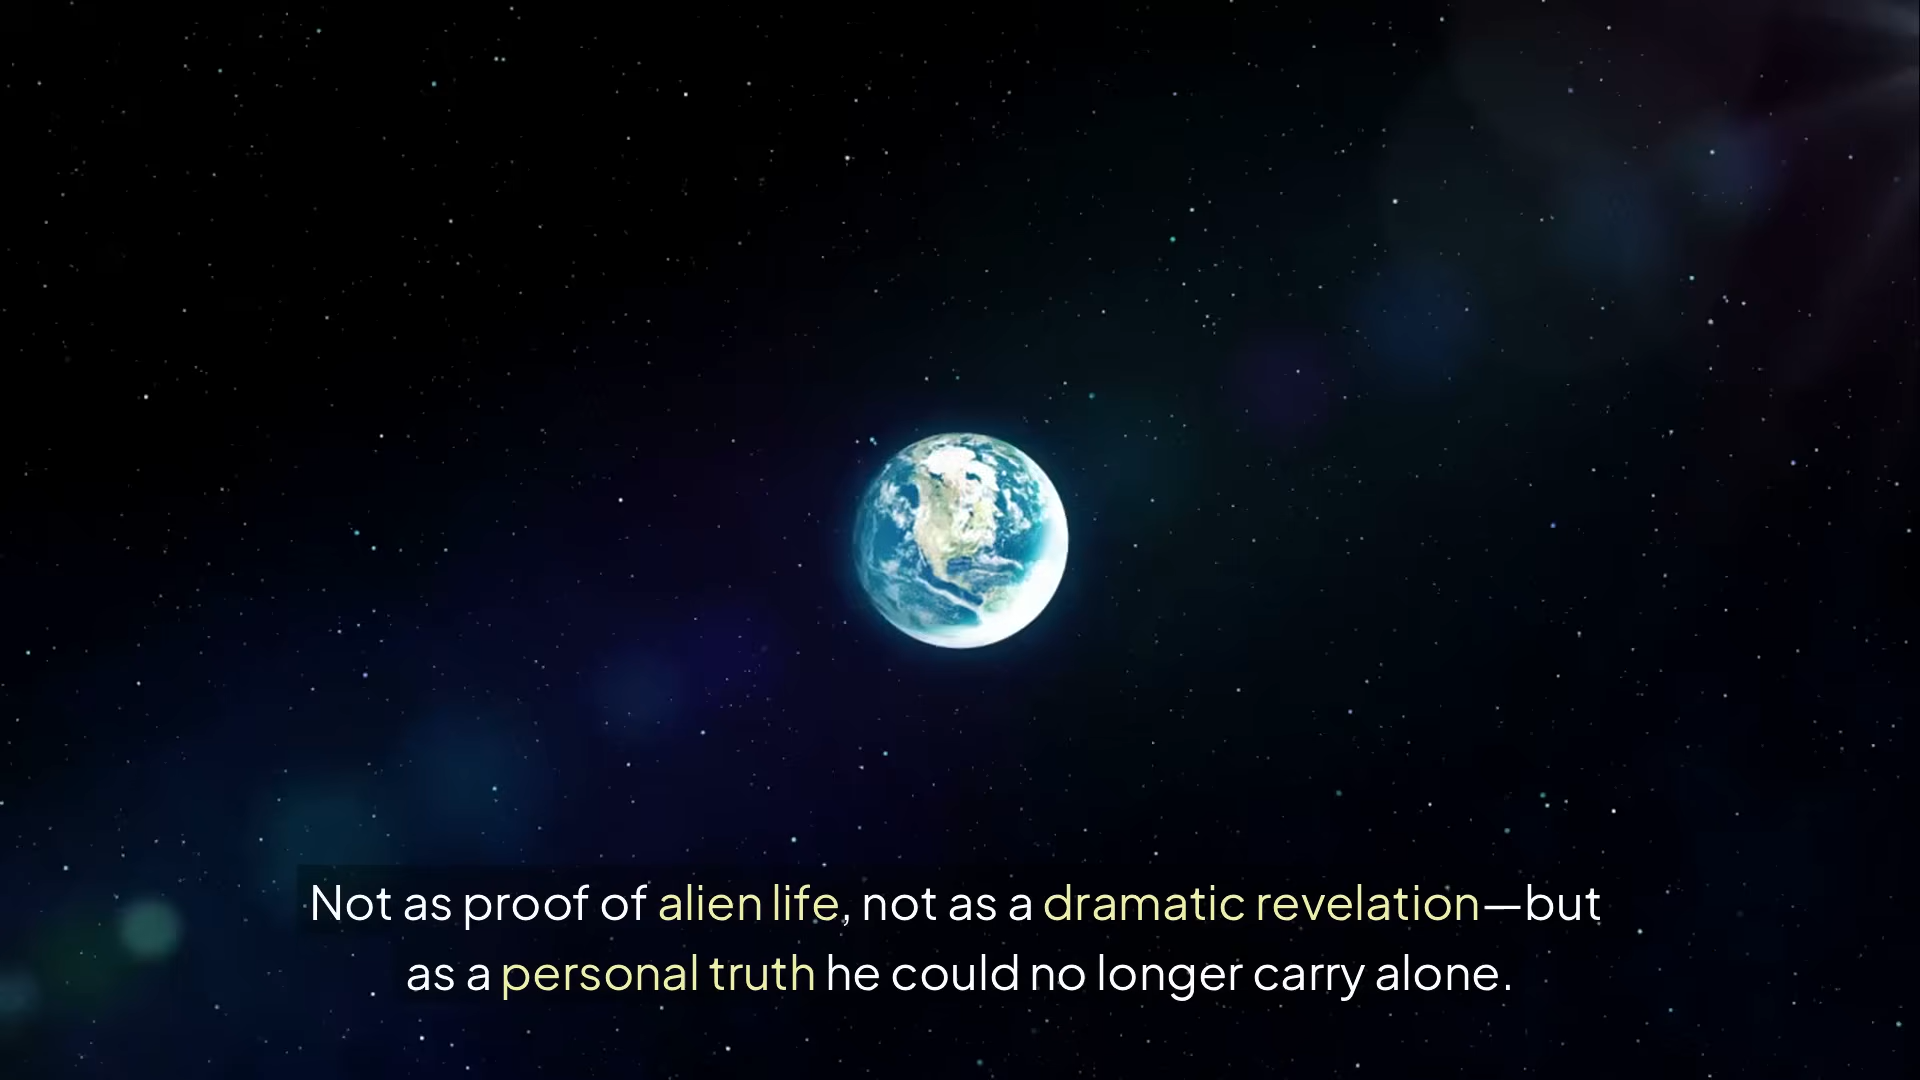 Not as proof of alien life, not as a dramatic revelation—but
as a personal truth he could no longer carry alone.